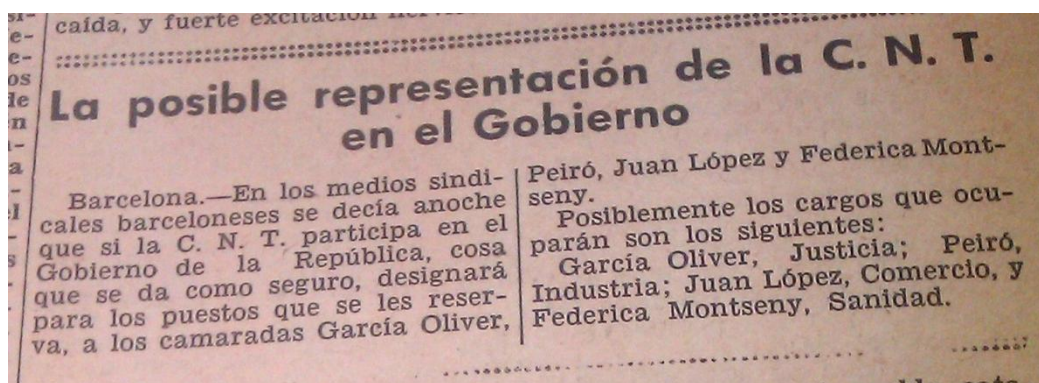 caída, y fuerte excitación
La posible representación de la C. N. T.
en el Gobierno
Barcelona.—En los medios sindi-
cales barceloneses se decía anoche
que si la C. N. T. participa en el
Gobierno de la República, cosa
que se da como seguro, designará
para los puestos que se les reser-
va, a los camaradas García Oliver,
Peiró, Juan López y Federica Mont-
seny.
Posiblemente los cargos que ocu-
parán son los siguientes:
García Oliver, Justicia; Peiró,
Industria; Juan López, Comercio, y
Federica Montseny, Sanidad.